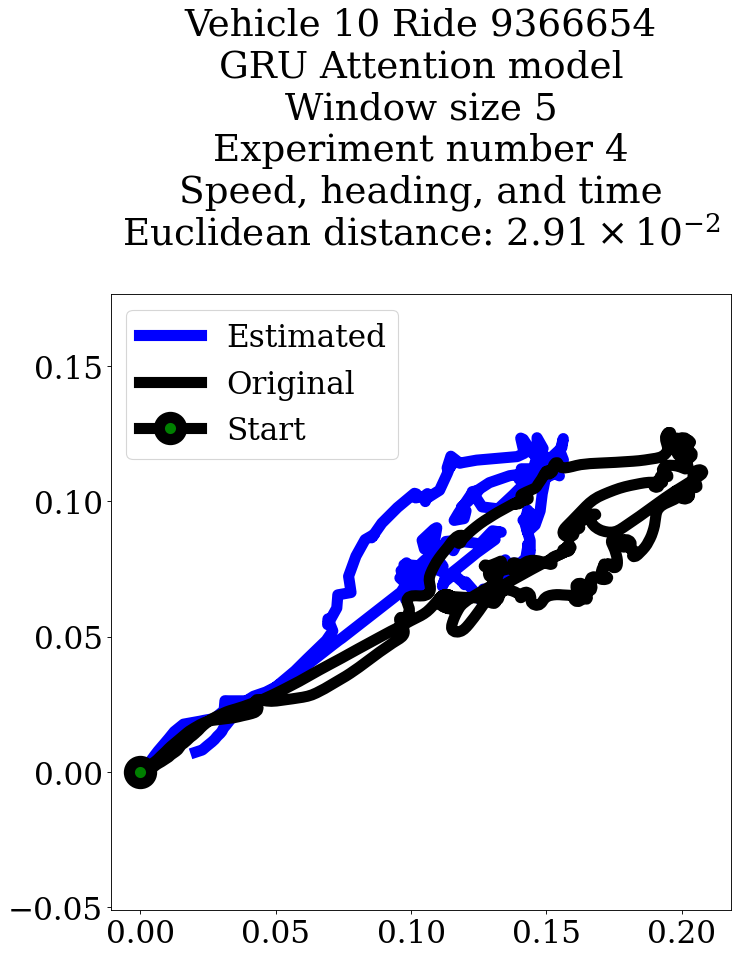 Vehicle 10 Ride 9366654
GRU Attention model
Window size 5
Experiment number 4
Speed, heading, and time
Euclidean distance: 2.91 × 10⁻²
Estimated
Original
Start
0.15
0.10
0.05
0.00
−0.05
0.00 0.05 0.10 0.15 0.20